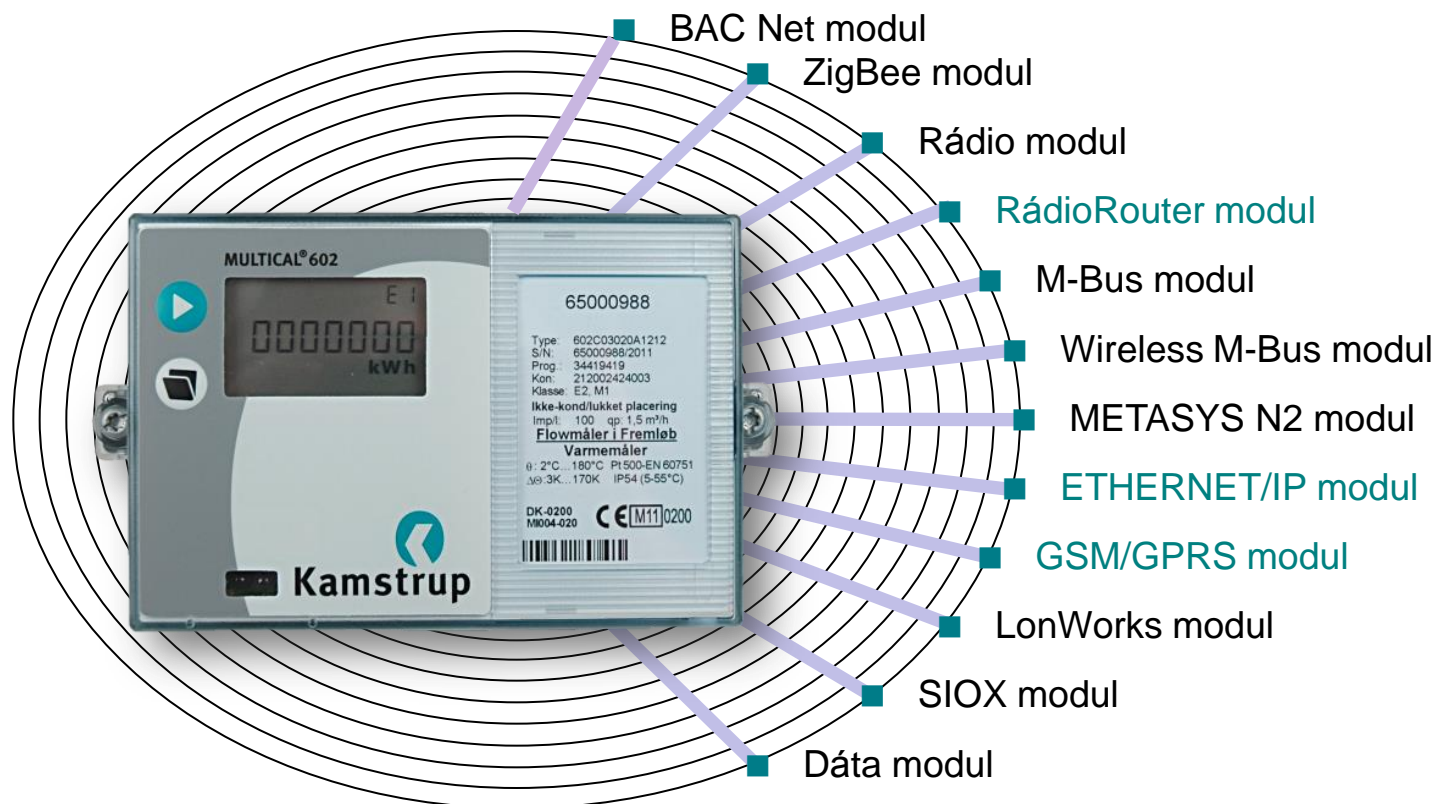 BAC Net modul
ZigBee modul
Rádio modul
RádioRouter modul
M-Bus modul
Wireless M-Bus modul
METASYS N2 modul
ETHERNET/IP modul
GSM/GPRS modul
LonWorks modul
SIOX modul
Dáta modul
MULTICAL® 602
E 1
0000000
kWh
Kamstrup
65000988
Type: 602C03020A1212
S/N: 65000988/2011
Prog.: 34419419
Kon: 212002424003
Klasse: E2, M1
Ikke-kond/lukket placering
Imp/l: 100 qp: 1,5 m³/h
Flowmåler i Fremløb
Varmemåler
θ: 2°C...180°C Pt500-EN 60751
ΔΘ:3K...170K IP54 (5-55°C)
DK-0200
MI004-020 CE M11 0200